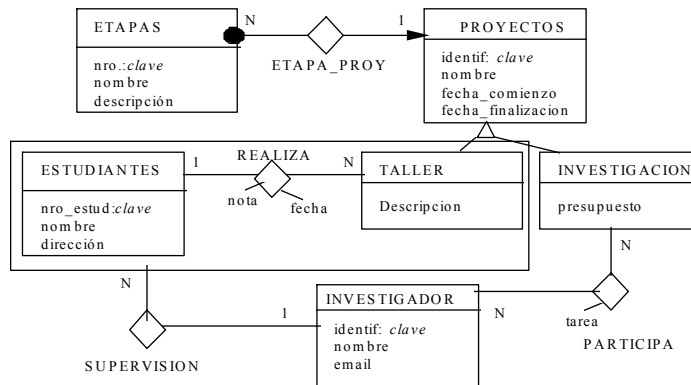 ETAPAS
nro.:clave
nombre
descripción
N
1
ETAPA_PROY
PROYECTOS
identif: clave
nombre
fecha_comienzo
fecha_finalizacion
ESTUDIANTES
nro_estud:clave
nombre
dirección
1
REALIZA
N
nota
fecha
TALLER
Descripcion
INVESTIGACION
presupuesto
N
N
1
SUPERVISION
INVESTIGADOR
identif: clave
nombre
email
N
tarea
PARTICIPA